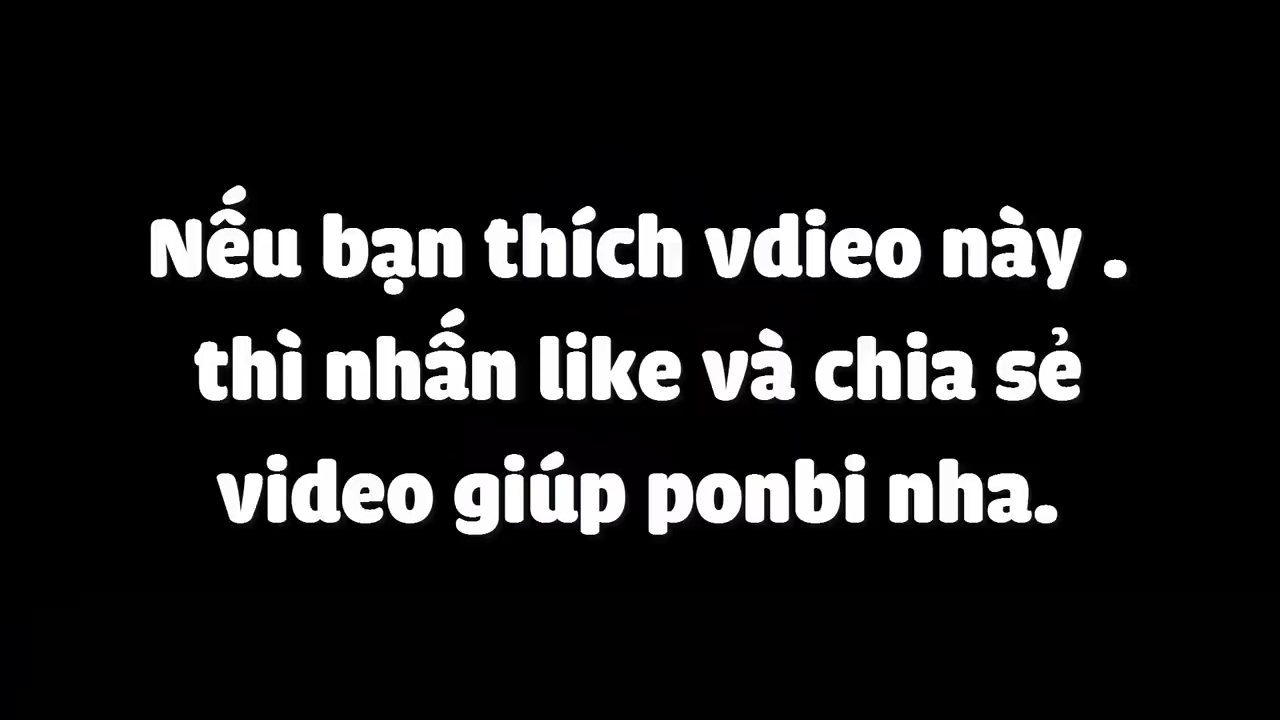 Nếu bạn thích vdieo này .
thì nhấn like và chia sẻ
video giúp ponbi nha.